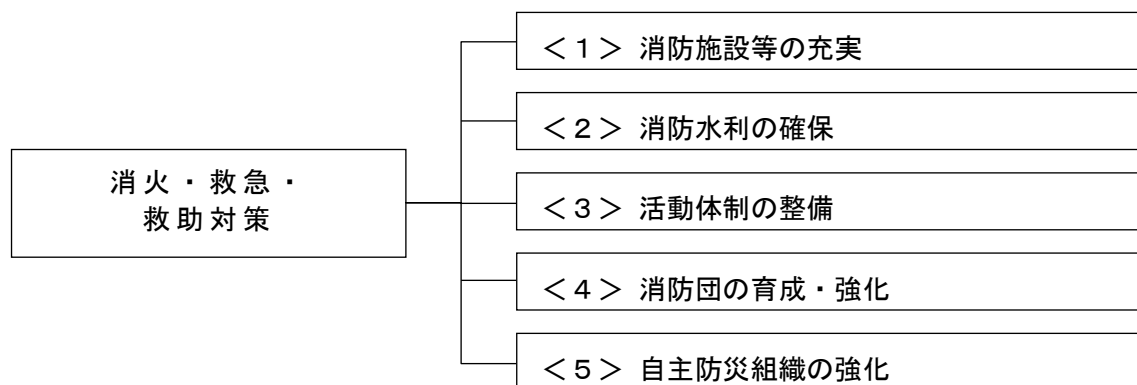 消火・救急・
救助対策
＜１＞ 消防施設等の充実
＜２＞ 消防水利の確保
＜３＞ 活動体制の整備
＜４＞ 消防団の育成・強化
＜５＞ 自主防災組織の強化